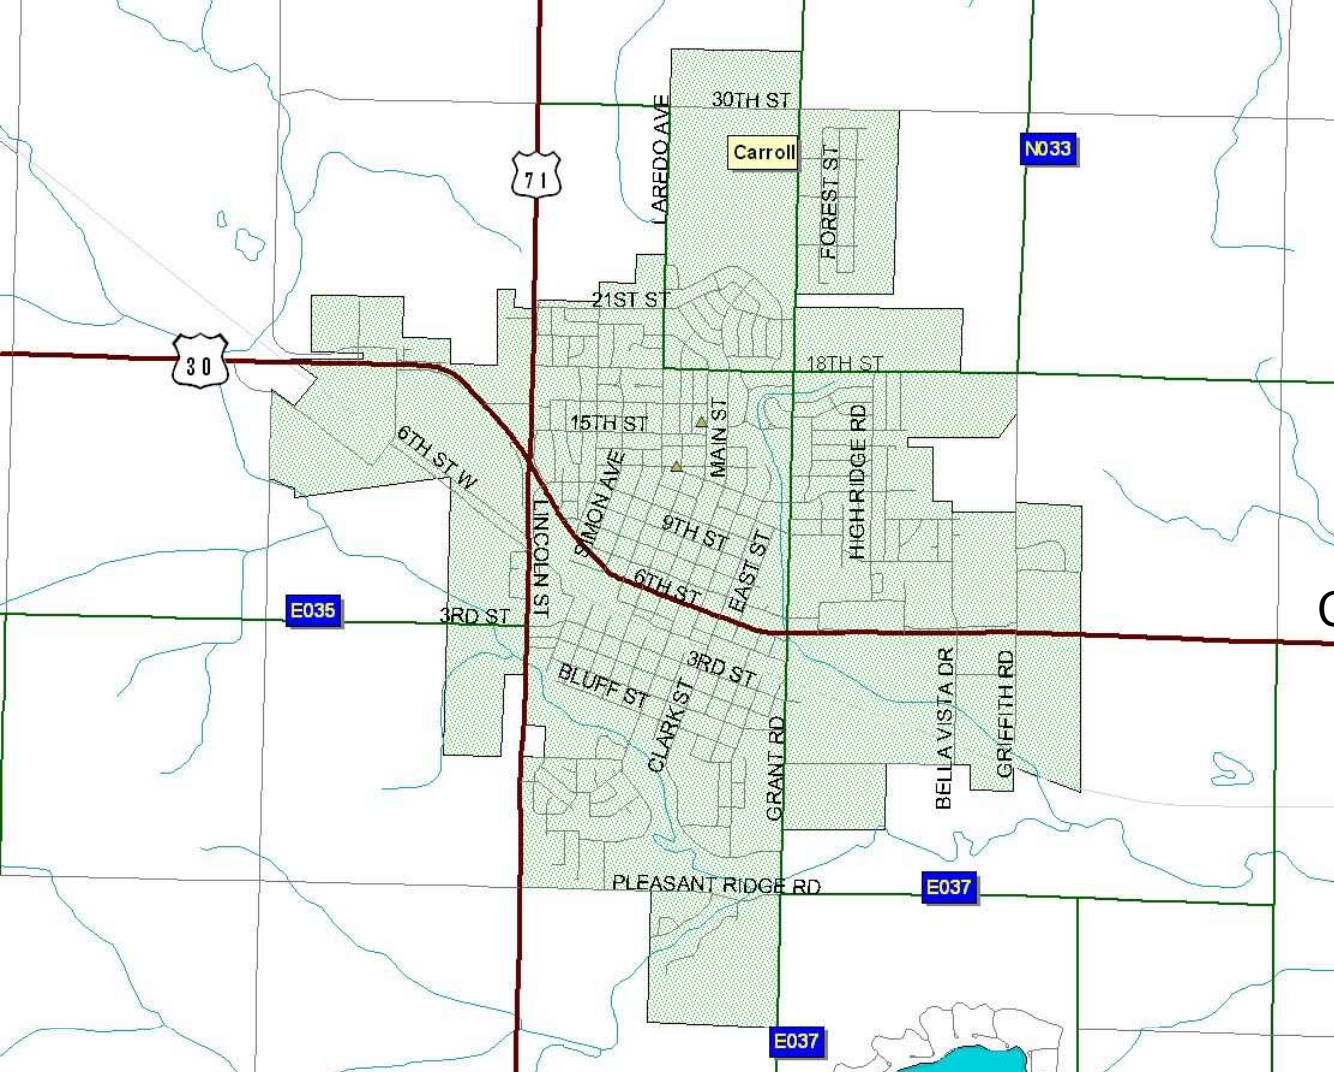 30TH ST
LAREDO AVE
Carroll
N033
71
FOREST ST
21ST ST
30
18TH ST
15TH ST
MAIN ST
HIGH RIDGE RD
6TH ST W
SIMON AVE
LINCOLN ST
9TH ST
EAST ST
6TH ST
E035
3RD ST
3RD ST
BLUFF ST
CLARK ST
GRANT RD
BELLA VISTA DR
GRIFFITH RD
PLEASANT RIDGE RD
E037
E037